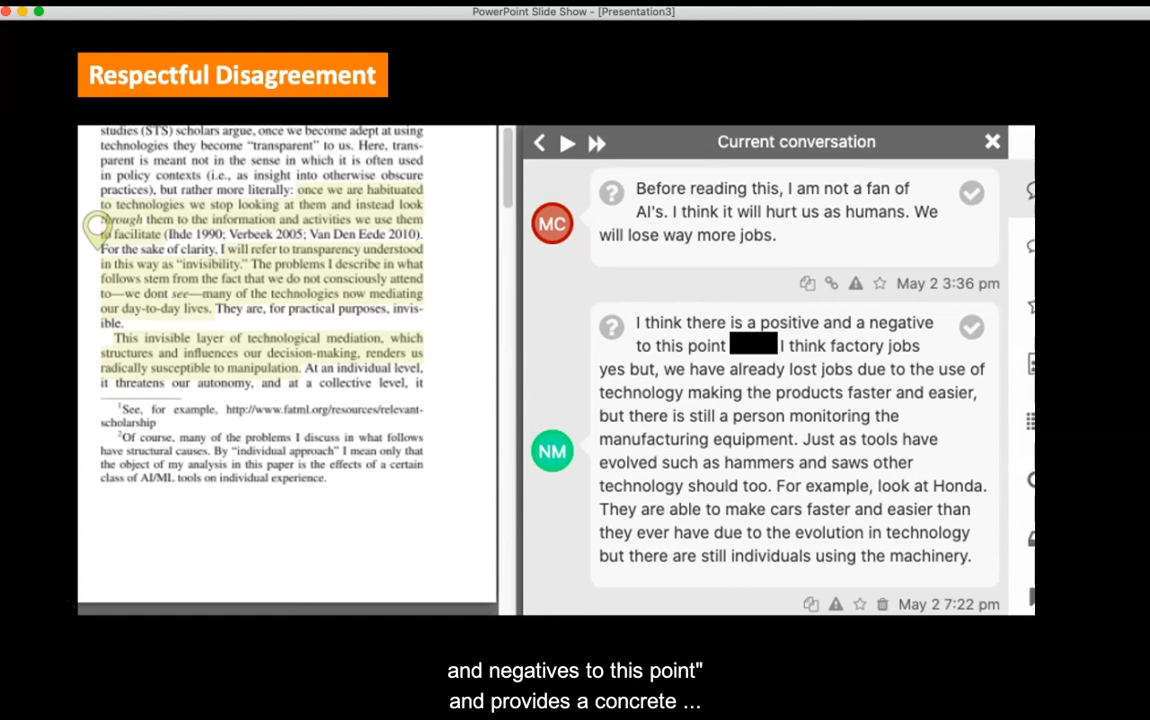 PowerPoint Slide Show - [Presentation3]
Respectful Disagreement
studies (STS) scholars argue, once we become adept at using
technologies they become “transparent” to us. Here, trans-
parent is meant not in the sense in which it is often used
in policy contexts (i.e., as insight into otherwise obscure
practices), but rather more literally: once we are habituated
to technologies we stop looking at them and instead look
through them to the information and activities we use them
to facilitate (Ihde 1990; Verbeek 2005; Van Den Eede 2010).
For the sake of clarity, I will refer to transparency understood
in this way as “invisibility.” The problems I describe in what
follows stem from the fact that we do not consciously attend
to—we dont see—many of the technologies now mediating
our day-to-day lives. They are, for practical purposes, invis-
ible.
This invisible layer of technological mediation, which
structures and influences our decision-making, renders us
radically susceptible to manipulation. At an individual level,
it threatens our autonomy, and at a collective level, it
1See, for example, http://www.fatml.org/resources/relevant-
scholarship
2Of course, many of the problems I discuss in what follows
have structural causes. By “individual approach” I mean only that
the object of my analysis in this paper is the effects of a certain
class of AI/ML tools on individual experience.
Current conversation
MC
Before reading this, I am not a fan of
AI's. I think it will hurt us as humans. We
will lose way more jobs.
May 2 3:36 pm
NM
I think there is a positive and a negative
to this point I think factory jobs
yes but, we have already lost jobs due to the use of
technology making the products faster and easier,
but there is still a person monitoring the
manufacturing equipment. Just as tools have
evolved such as hammers and saws other
technology should too. For example, look at Honda.
They are able to make cars faster and easier than
they ever have due to the evolution in technology
but there are still individuals using the machinery.
May 2 7:22 pm
and negatives to this point"
and provides a concrete ...